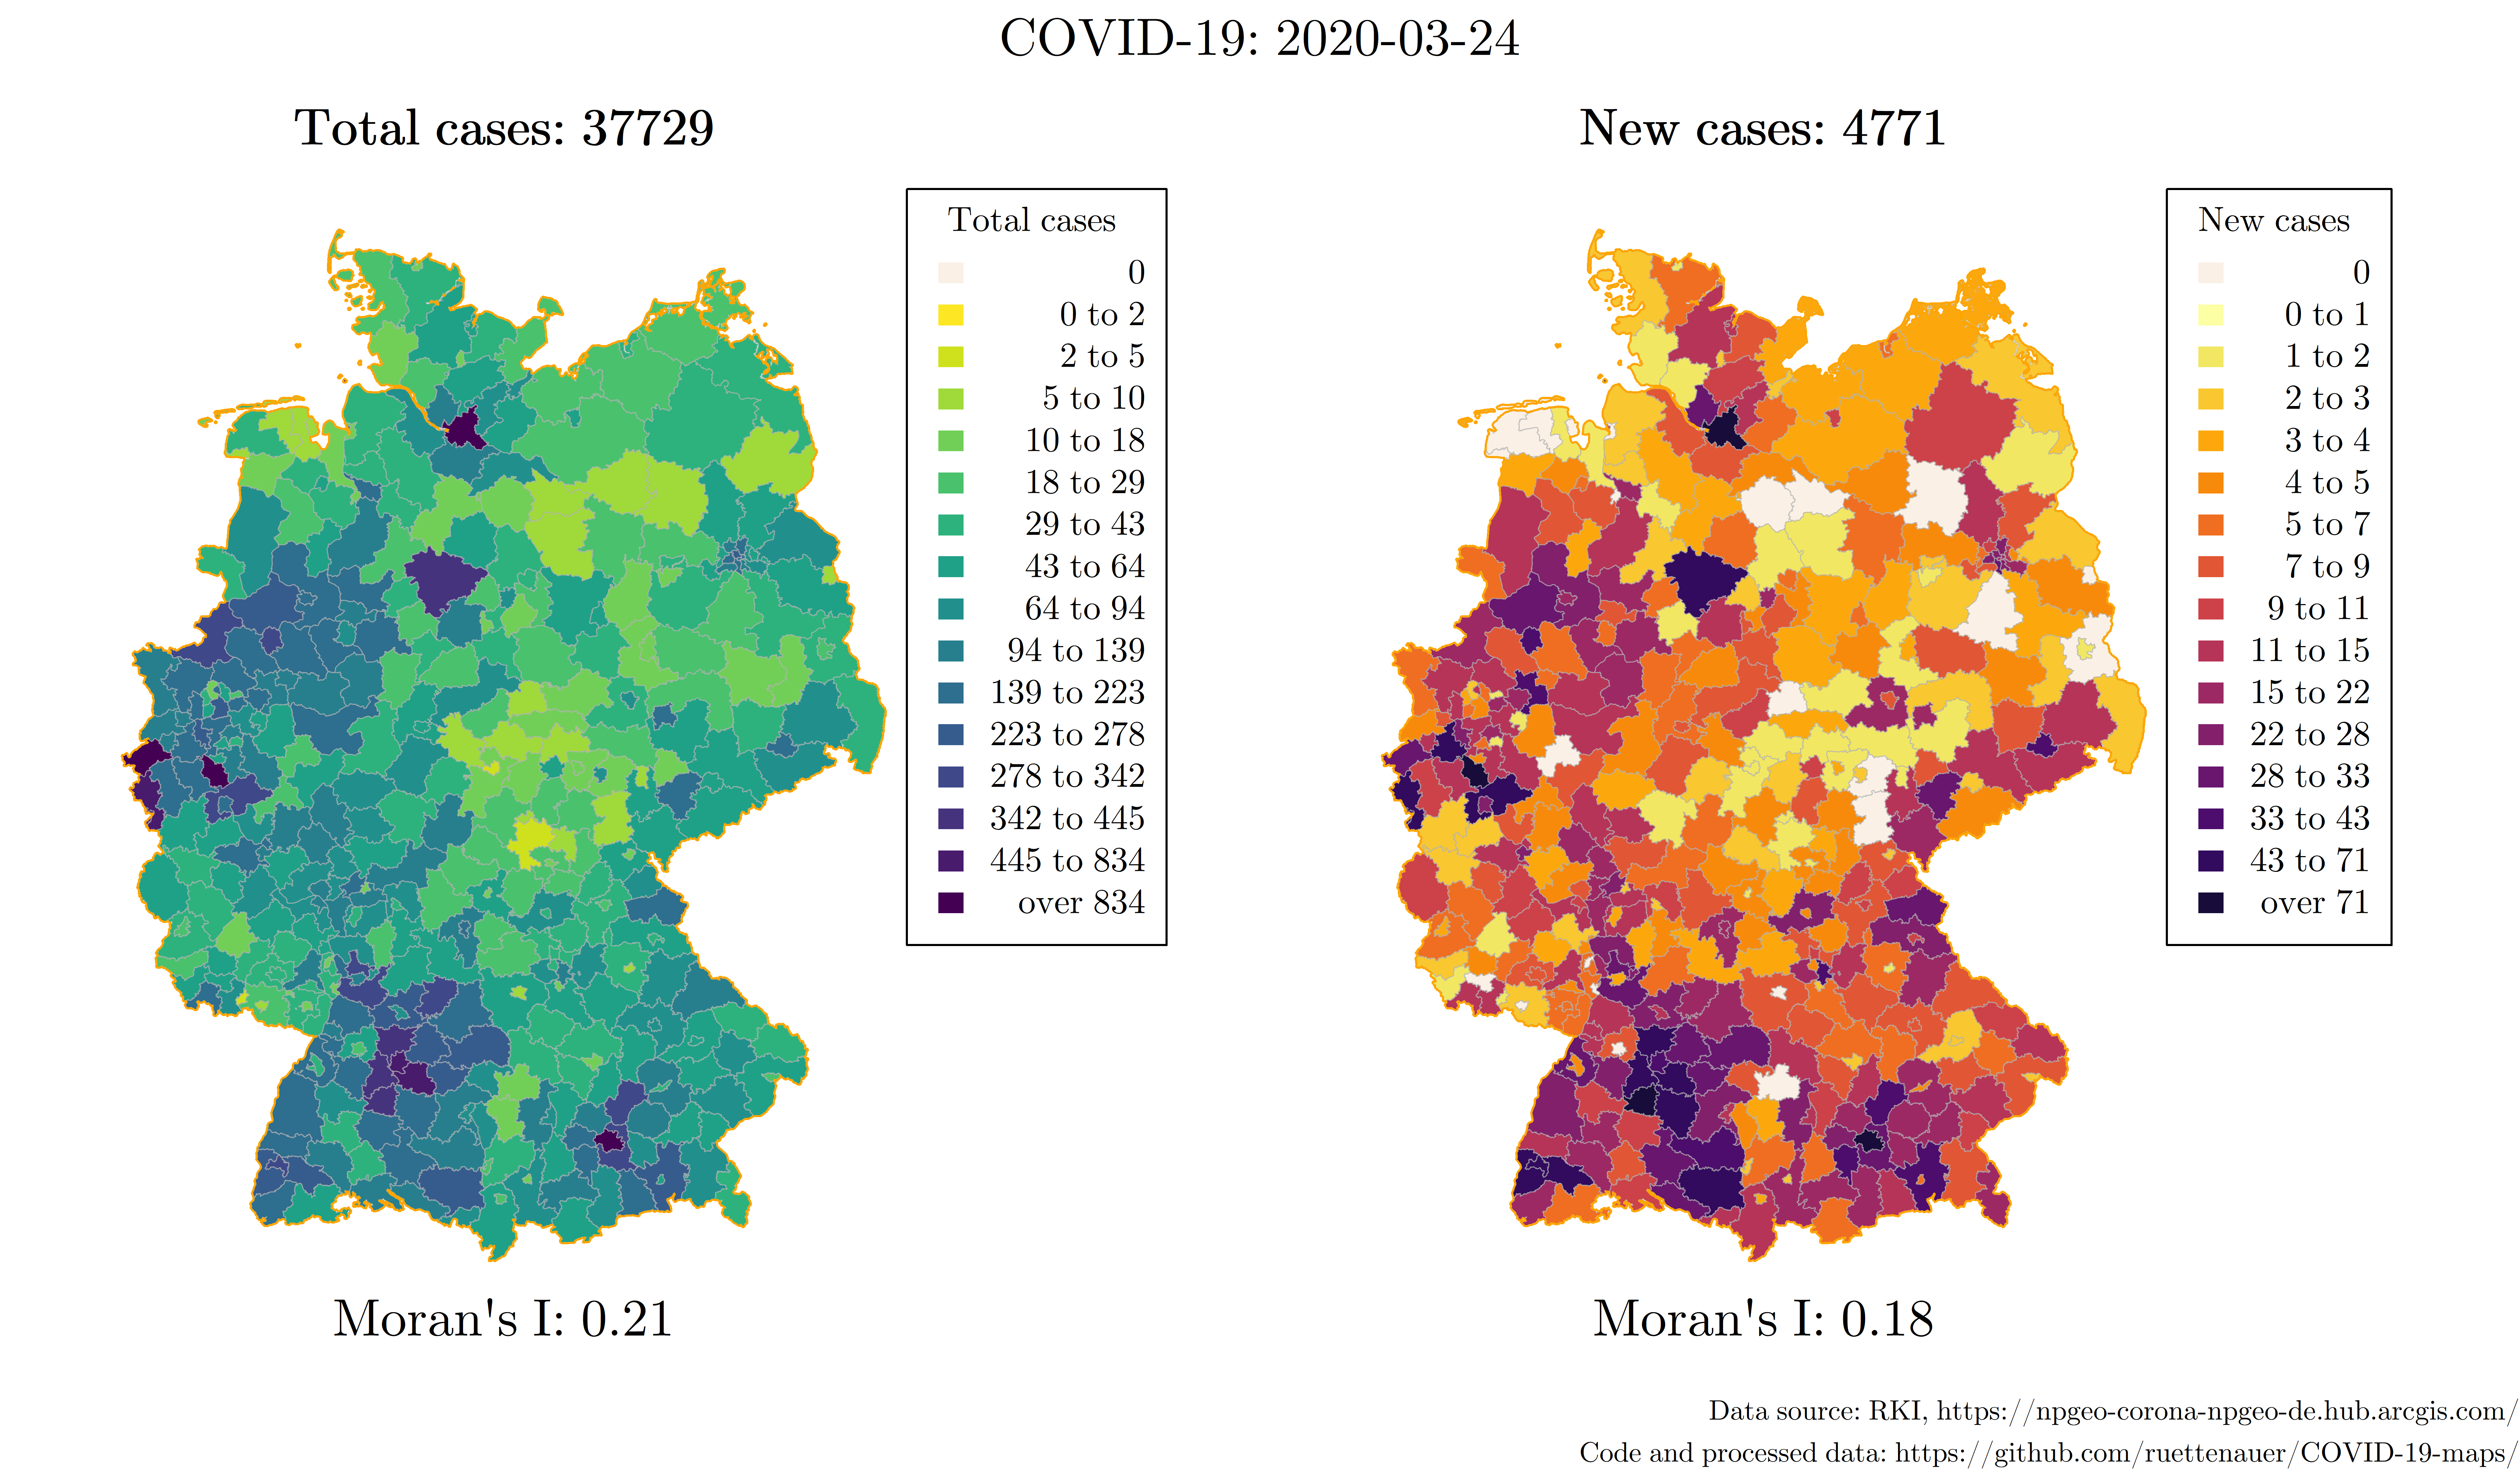 COVID-19: 2020-03-24
Total cases: 37729
Total cases
0
0 to 2
2 to 5
5 to 10
10 to 18
18 to 29
29 to 43
43 to 64
64 to 94
94 to 139
139 to 223
223 to 278
278 to 342
342 to 445
445 to 834
over 834
Moran's I: 0.21
New cases: 4771
New cases
0
0 to 1
1 to 2
2 to 3
3 to 4
4 to 5
5 to 7
7 to 9
9 to 11
11 to 15
15 to 22
22 to 28
28 to 33
33 to 43
43 to 71
over 71
Moran's I: 0.18
Data source: RKI, https://npgeo-corona-npgeo-de.hub.arcgis.com/
Code and processed data: https://github.com/ruettenauer/COVID-19-maps/